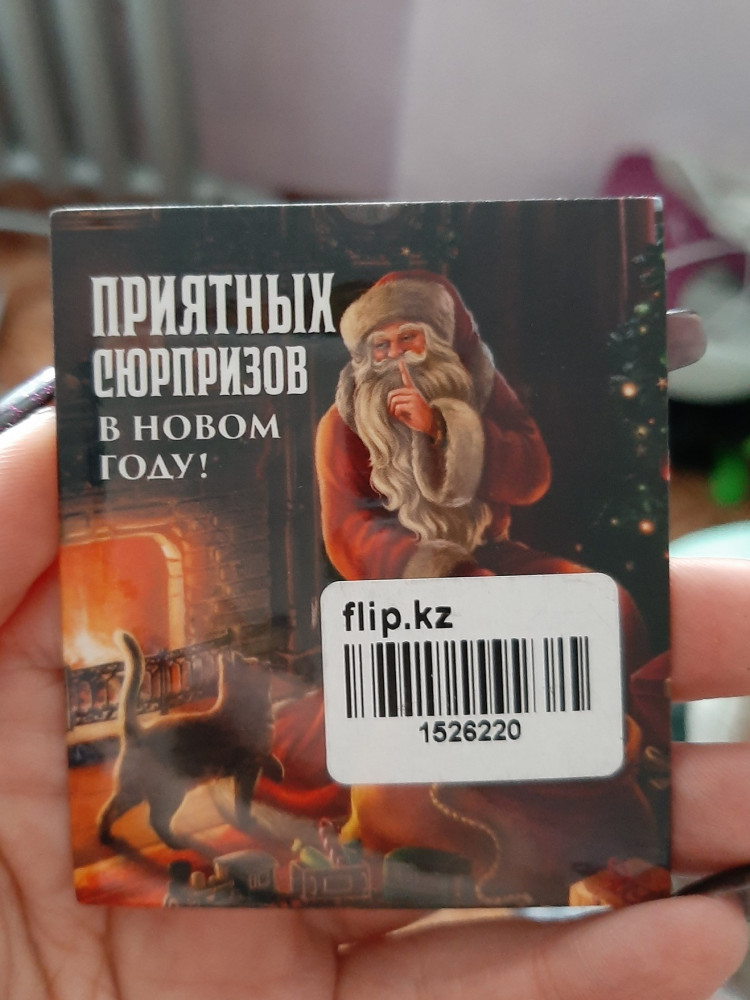 ПРИЯТНЫХ
СЮРПРИЗОВ
В НОВОМ
ГОДУ!
flip.kz
1526220